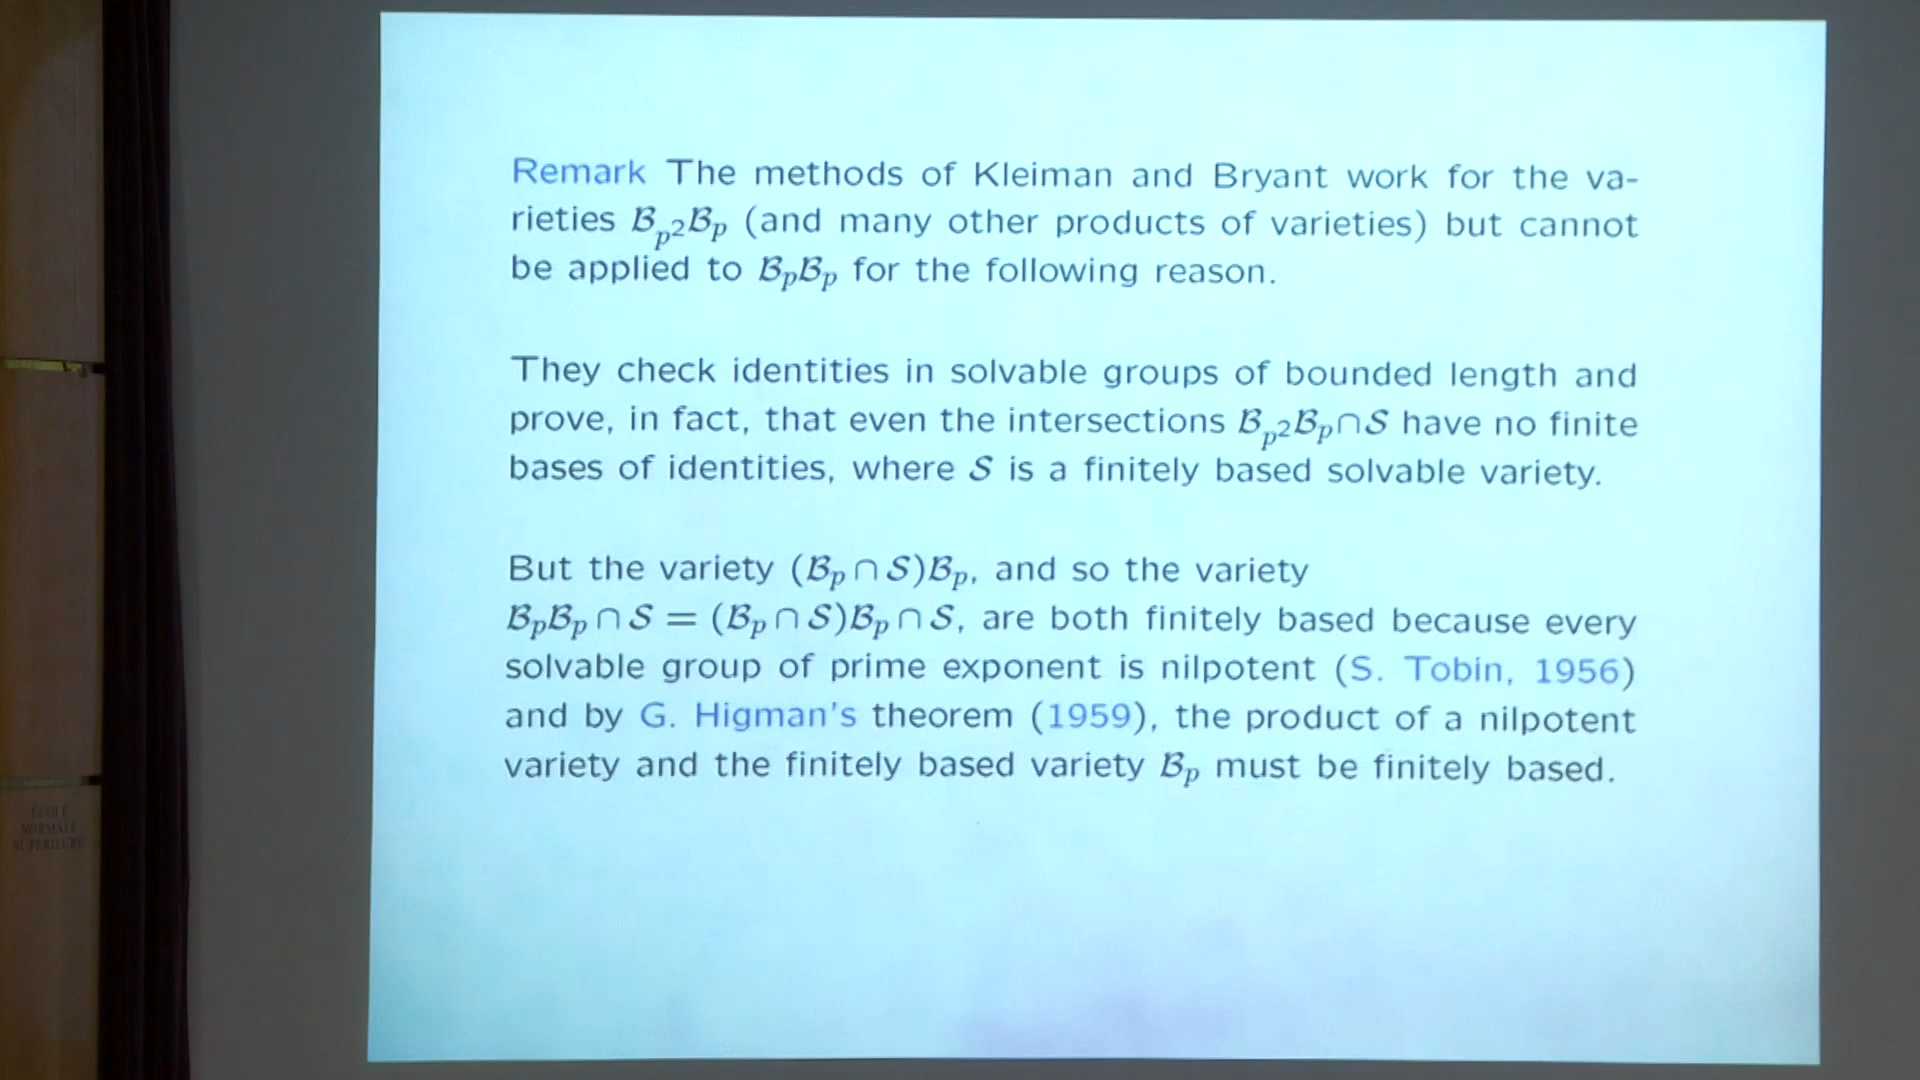 Remark The methods of Kleiman and Bryant work for the va-
rieties ℬ_{p²}ℬ_p (and many other products of varieties) but cannot
be applied to ℬ_pℬ_p for the following reason.
They check identities in solvable groups of bounded length and
prove, in fact, that even the intersections ℬ_{p²}ℬ_p∩𝒮 have no finite
bases of identities, where 𝒮 is a finitely based solvable variety.
But the variety (ℬ_p ∩ 𝒮)ℬ_p, and so the variety
ℬ_pℬ_p ∩ 𝒮 = (ℬ_p ∩ 𝒮)ℬ_p ∩ 𝒮, are both finitely based because every
solvable group of prime exponent is nilpotent (S. Tobin, 1956)
and by G. Higman's theorem (1959), the product of a nilpotent
variety and the finitely based variety ℬ_p must be finitely based.
ÉCOLE
NORMALE
SUPÉRIEURE